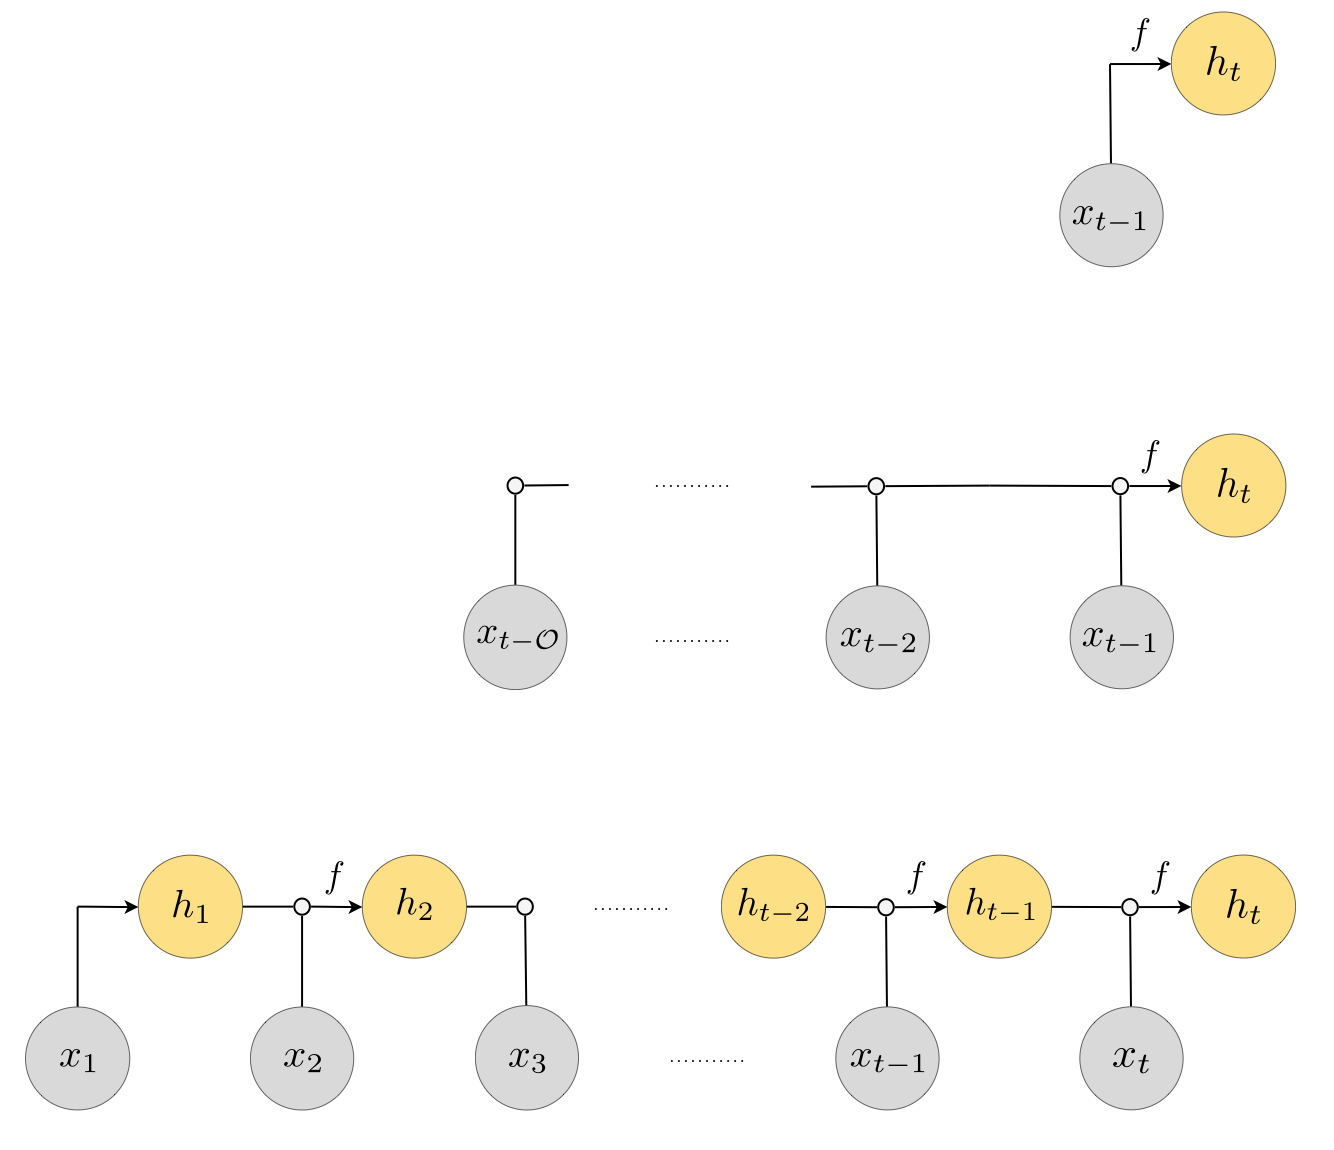 f
h_t
x_{t-1}
f
h_t
...........
x_{t-\mathcal{O}} ........... x_{t-2} x_{t-1}
f f f
h_1 h_2 ........... h_{t-2} h_{t-1} h_t
x_1 x_2 x_3 ........... x_{t-1} x_t